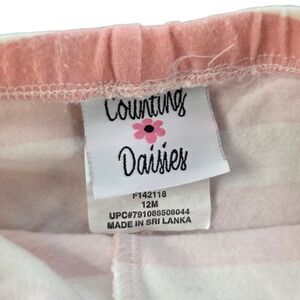 Counting
Daisies
F142118
12M
UPC#791088508044
MADE IN SRI LANKA